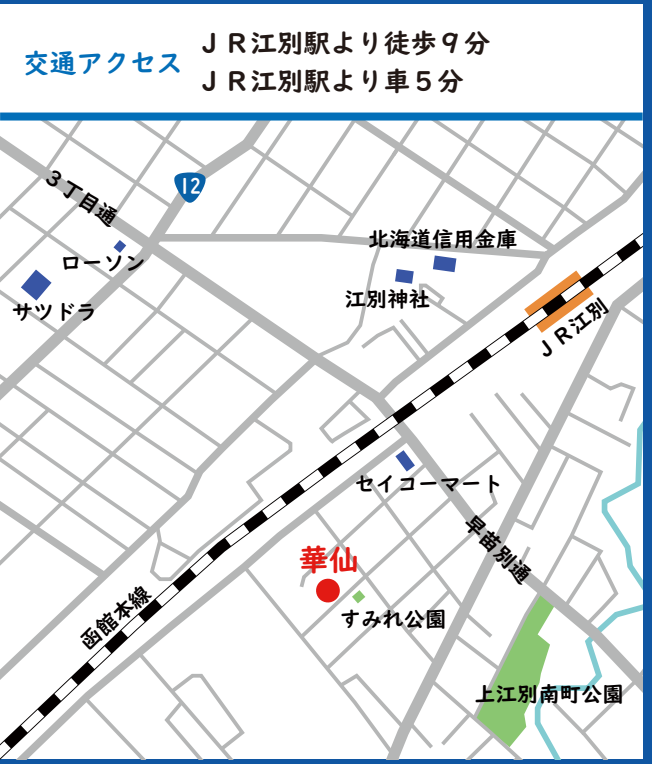 交通アクセス
JR江別駅より徒歩9分
JR江別駅より車5分
12
3丁目通
北海道信用金庫
ローソン
江別神社
サツドラ
JR江別
セイコーマート
早苗別通
華仙
函館本線
すみれ公園
上江別南町公園